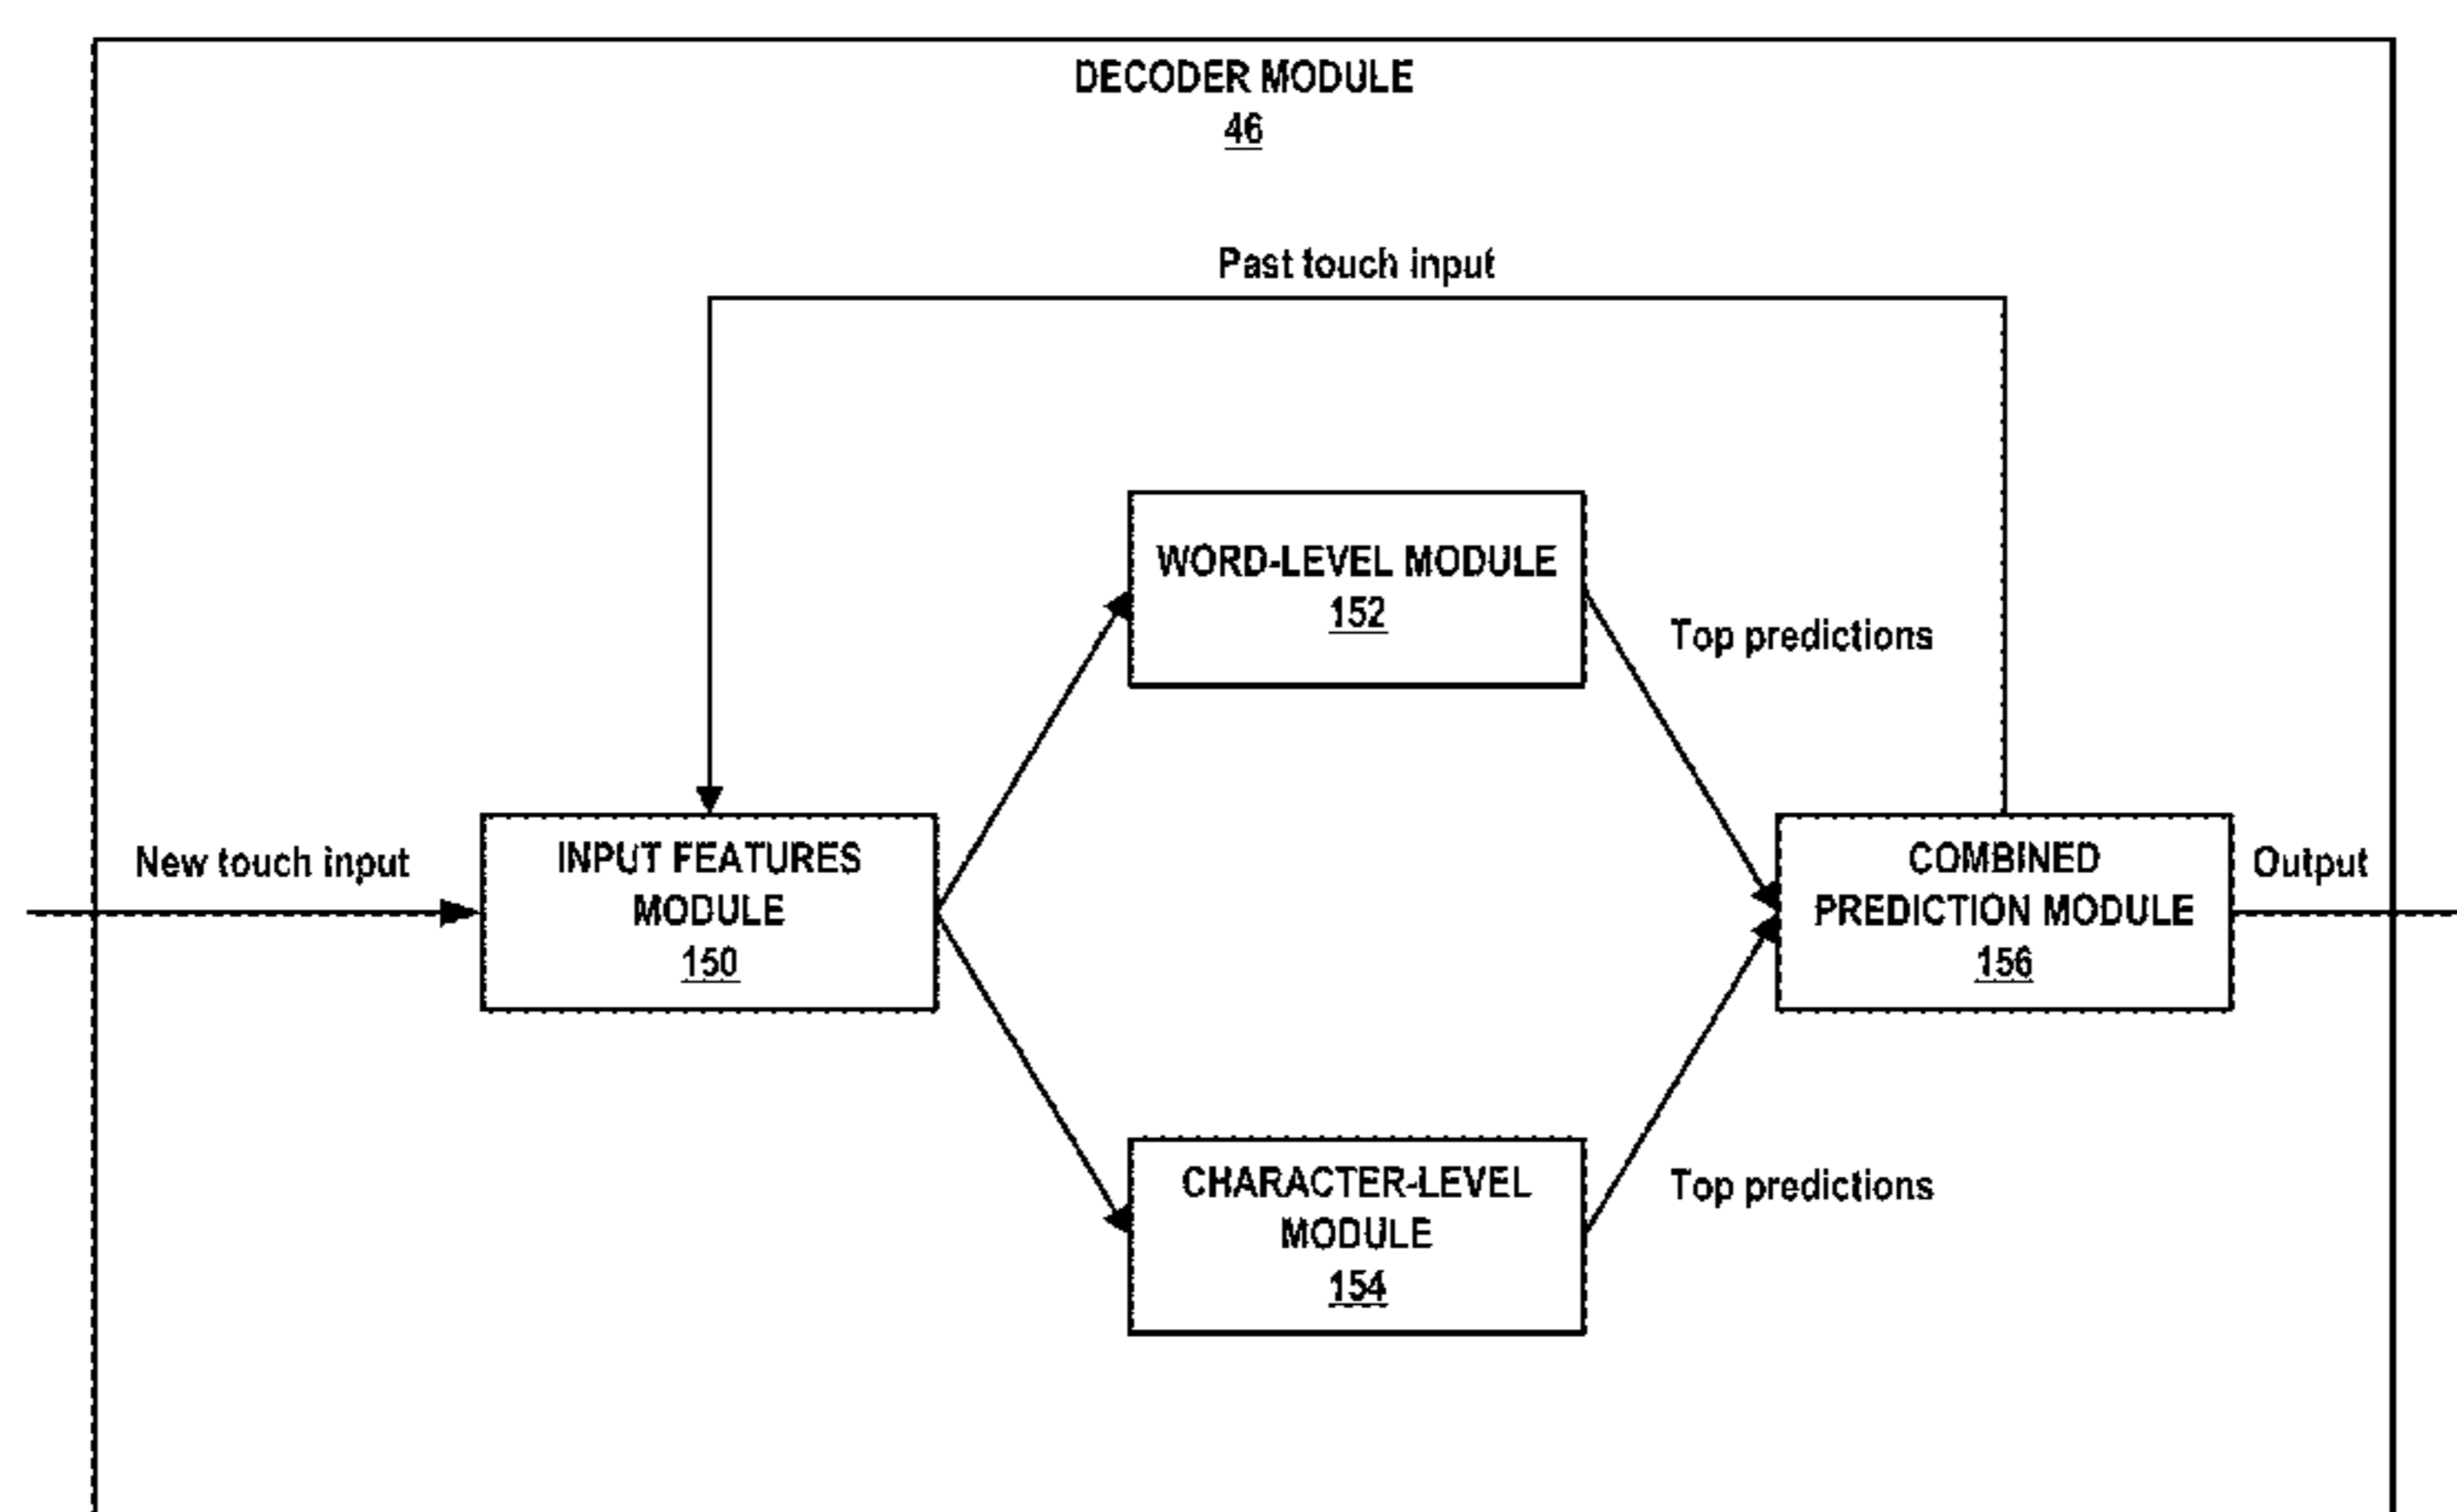 DECODER MODULE
46
Past touch input
WORD-LEVEL MODULE
152
Top predictions
New touch input
INPUT FEATURES
MODULE
150
COMBINED
PREDICTION MODULE
156
Output
CHARACTER-LEVEL
MODULE
154
Top predictions